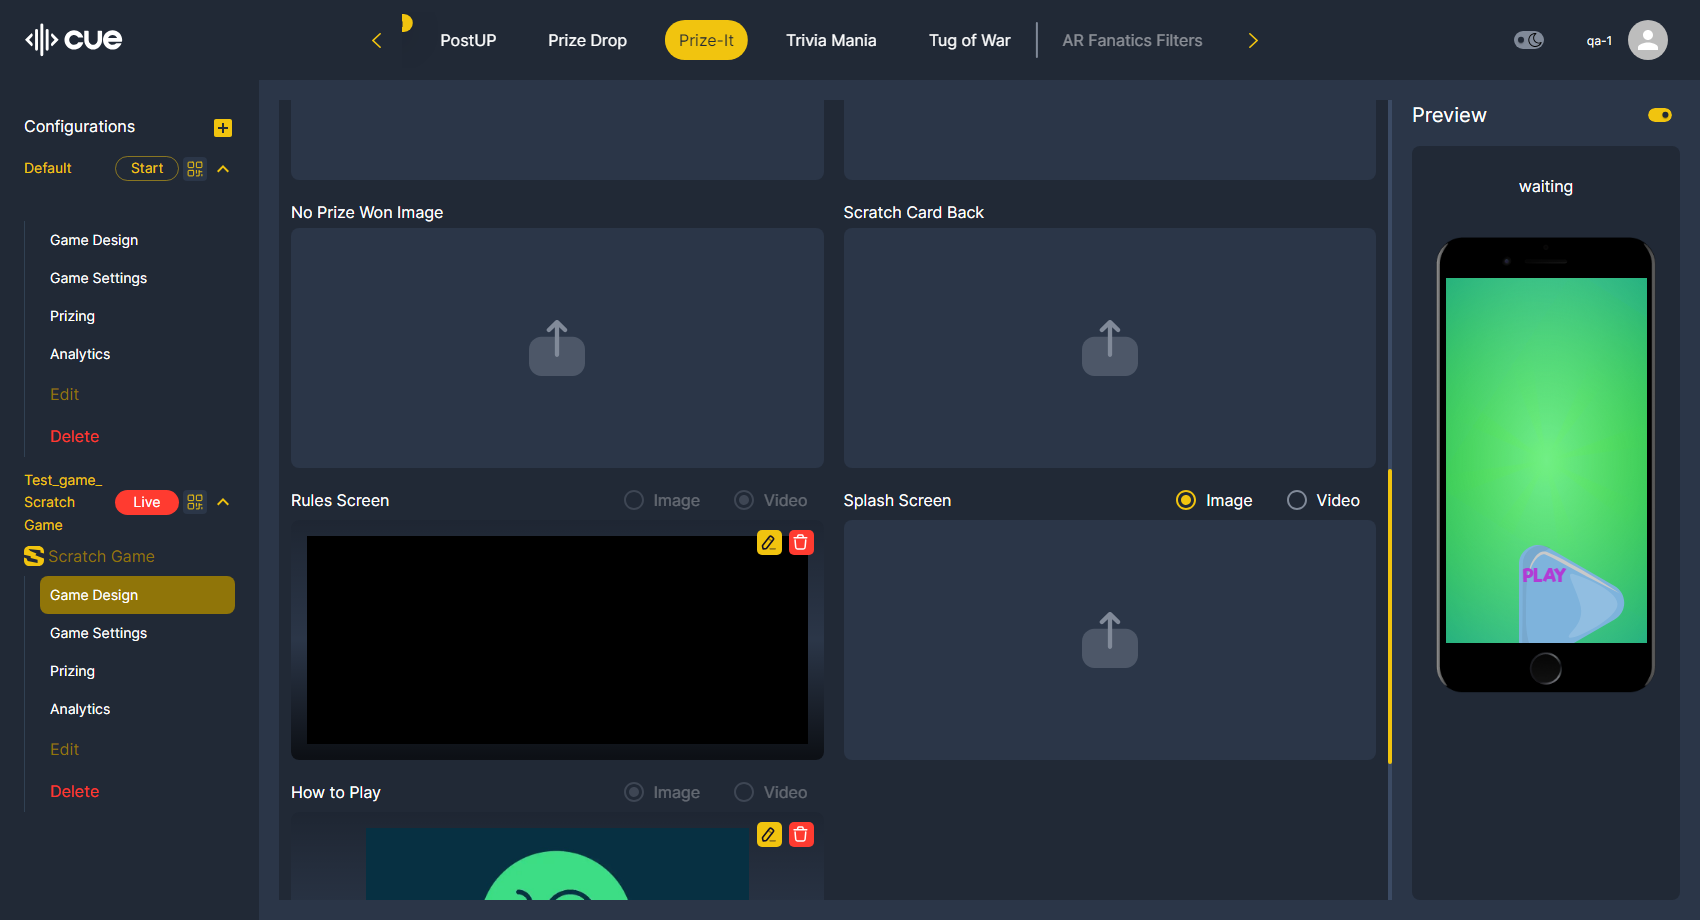 cue
PostUP
Prize Drop
Prize-It
Trivia Mania
Tug of War
AR Fanatics Filters
qa-1
Configurations
Default
Start
Game Design
Game Settings
Prizing
Analytics
Edit
Delete
Test_game_
Scratch
Game
Live
Scratch Game
Game Design
Game Settings
Prizing
Analytics
Edit
Delete
No Prize Won Image
Scratch Card Back
Rules Screen
Image
Video
Splash Screen
Image
Video
How to Play
Image
Video
Preview
waiting
PLAY